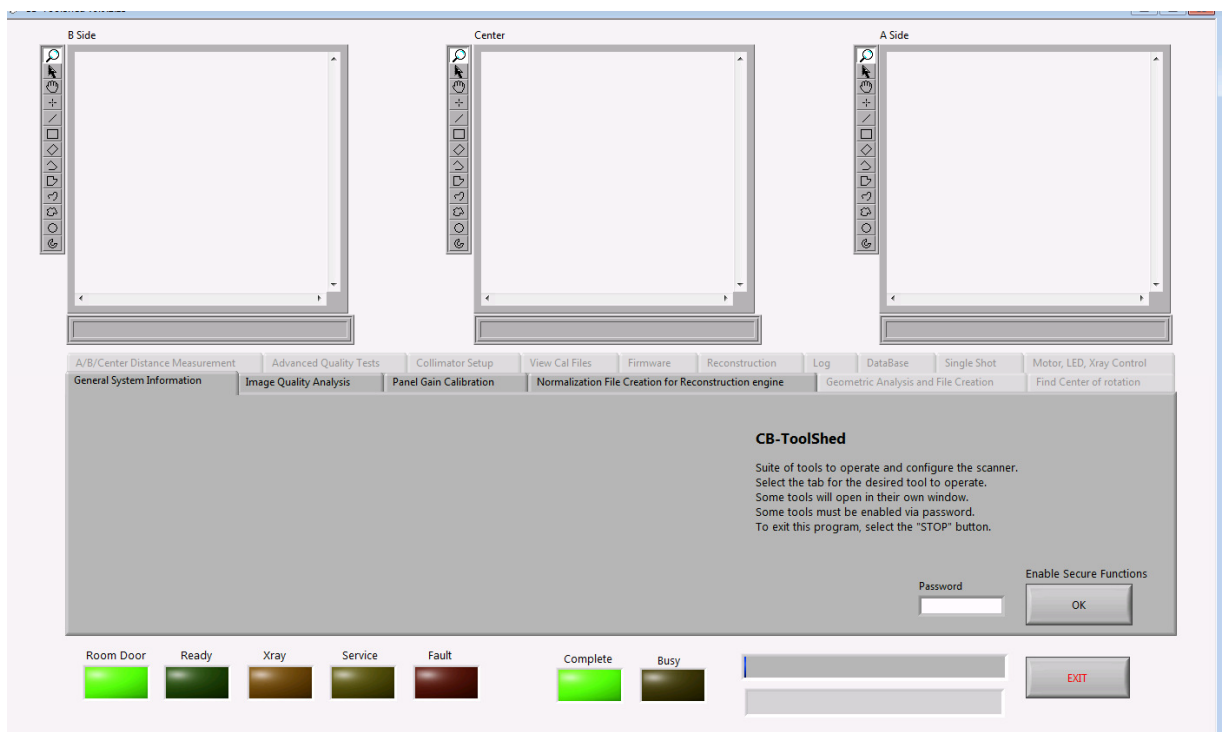 B Side
Center
A Side
A/B/Center Distance Measurement
Advanced Quality Tests
Collimator Setup
View Cal Files
Firmware
Reconstruction
Log
DataBase
Single Shot
Motor, LED, Xray Control
General System Information
Image Quality Analysis
Panel Gain Calibration
Normalization File Creation for Reconstruction engine
Geometric Analysis and File Creation
Find Center of rotation
CB-ToolShed
Suite of tools to operate and configure the scanner.
Select the tab for the desired tool to operate.
Some tools will open in their own window.
Some tools must be enabled via password.
To exit this program, select the "STOP" button.
Password
Enable Secure Functions
OK
Room Door
Ready
Xray
Service
Fault
Complete
Busy
EXIT